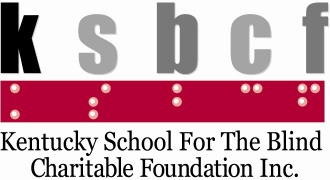 ksbcf
⠅⠎⠃⠉⠋
Kentucky School For The Blind
Charitable Foundation Inc.